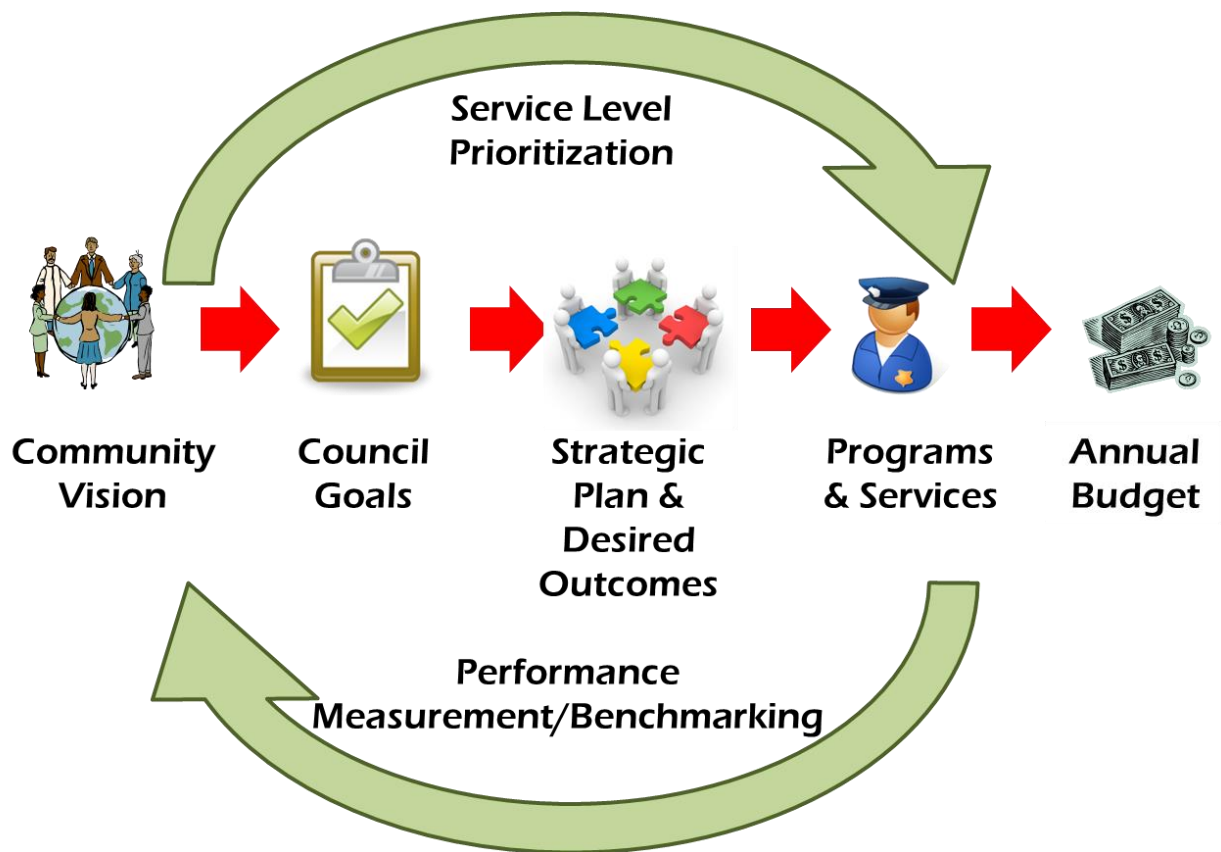 Service Level
Prioritization
Community
Vision
Council
Goals
Strategic
Plan &
Desired
Outcomes
Programs
& Services
Annual
Budget
Performance
Measurement/Benchmarking